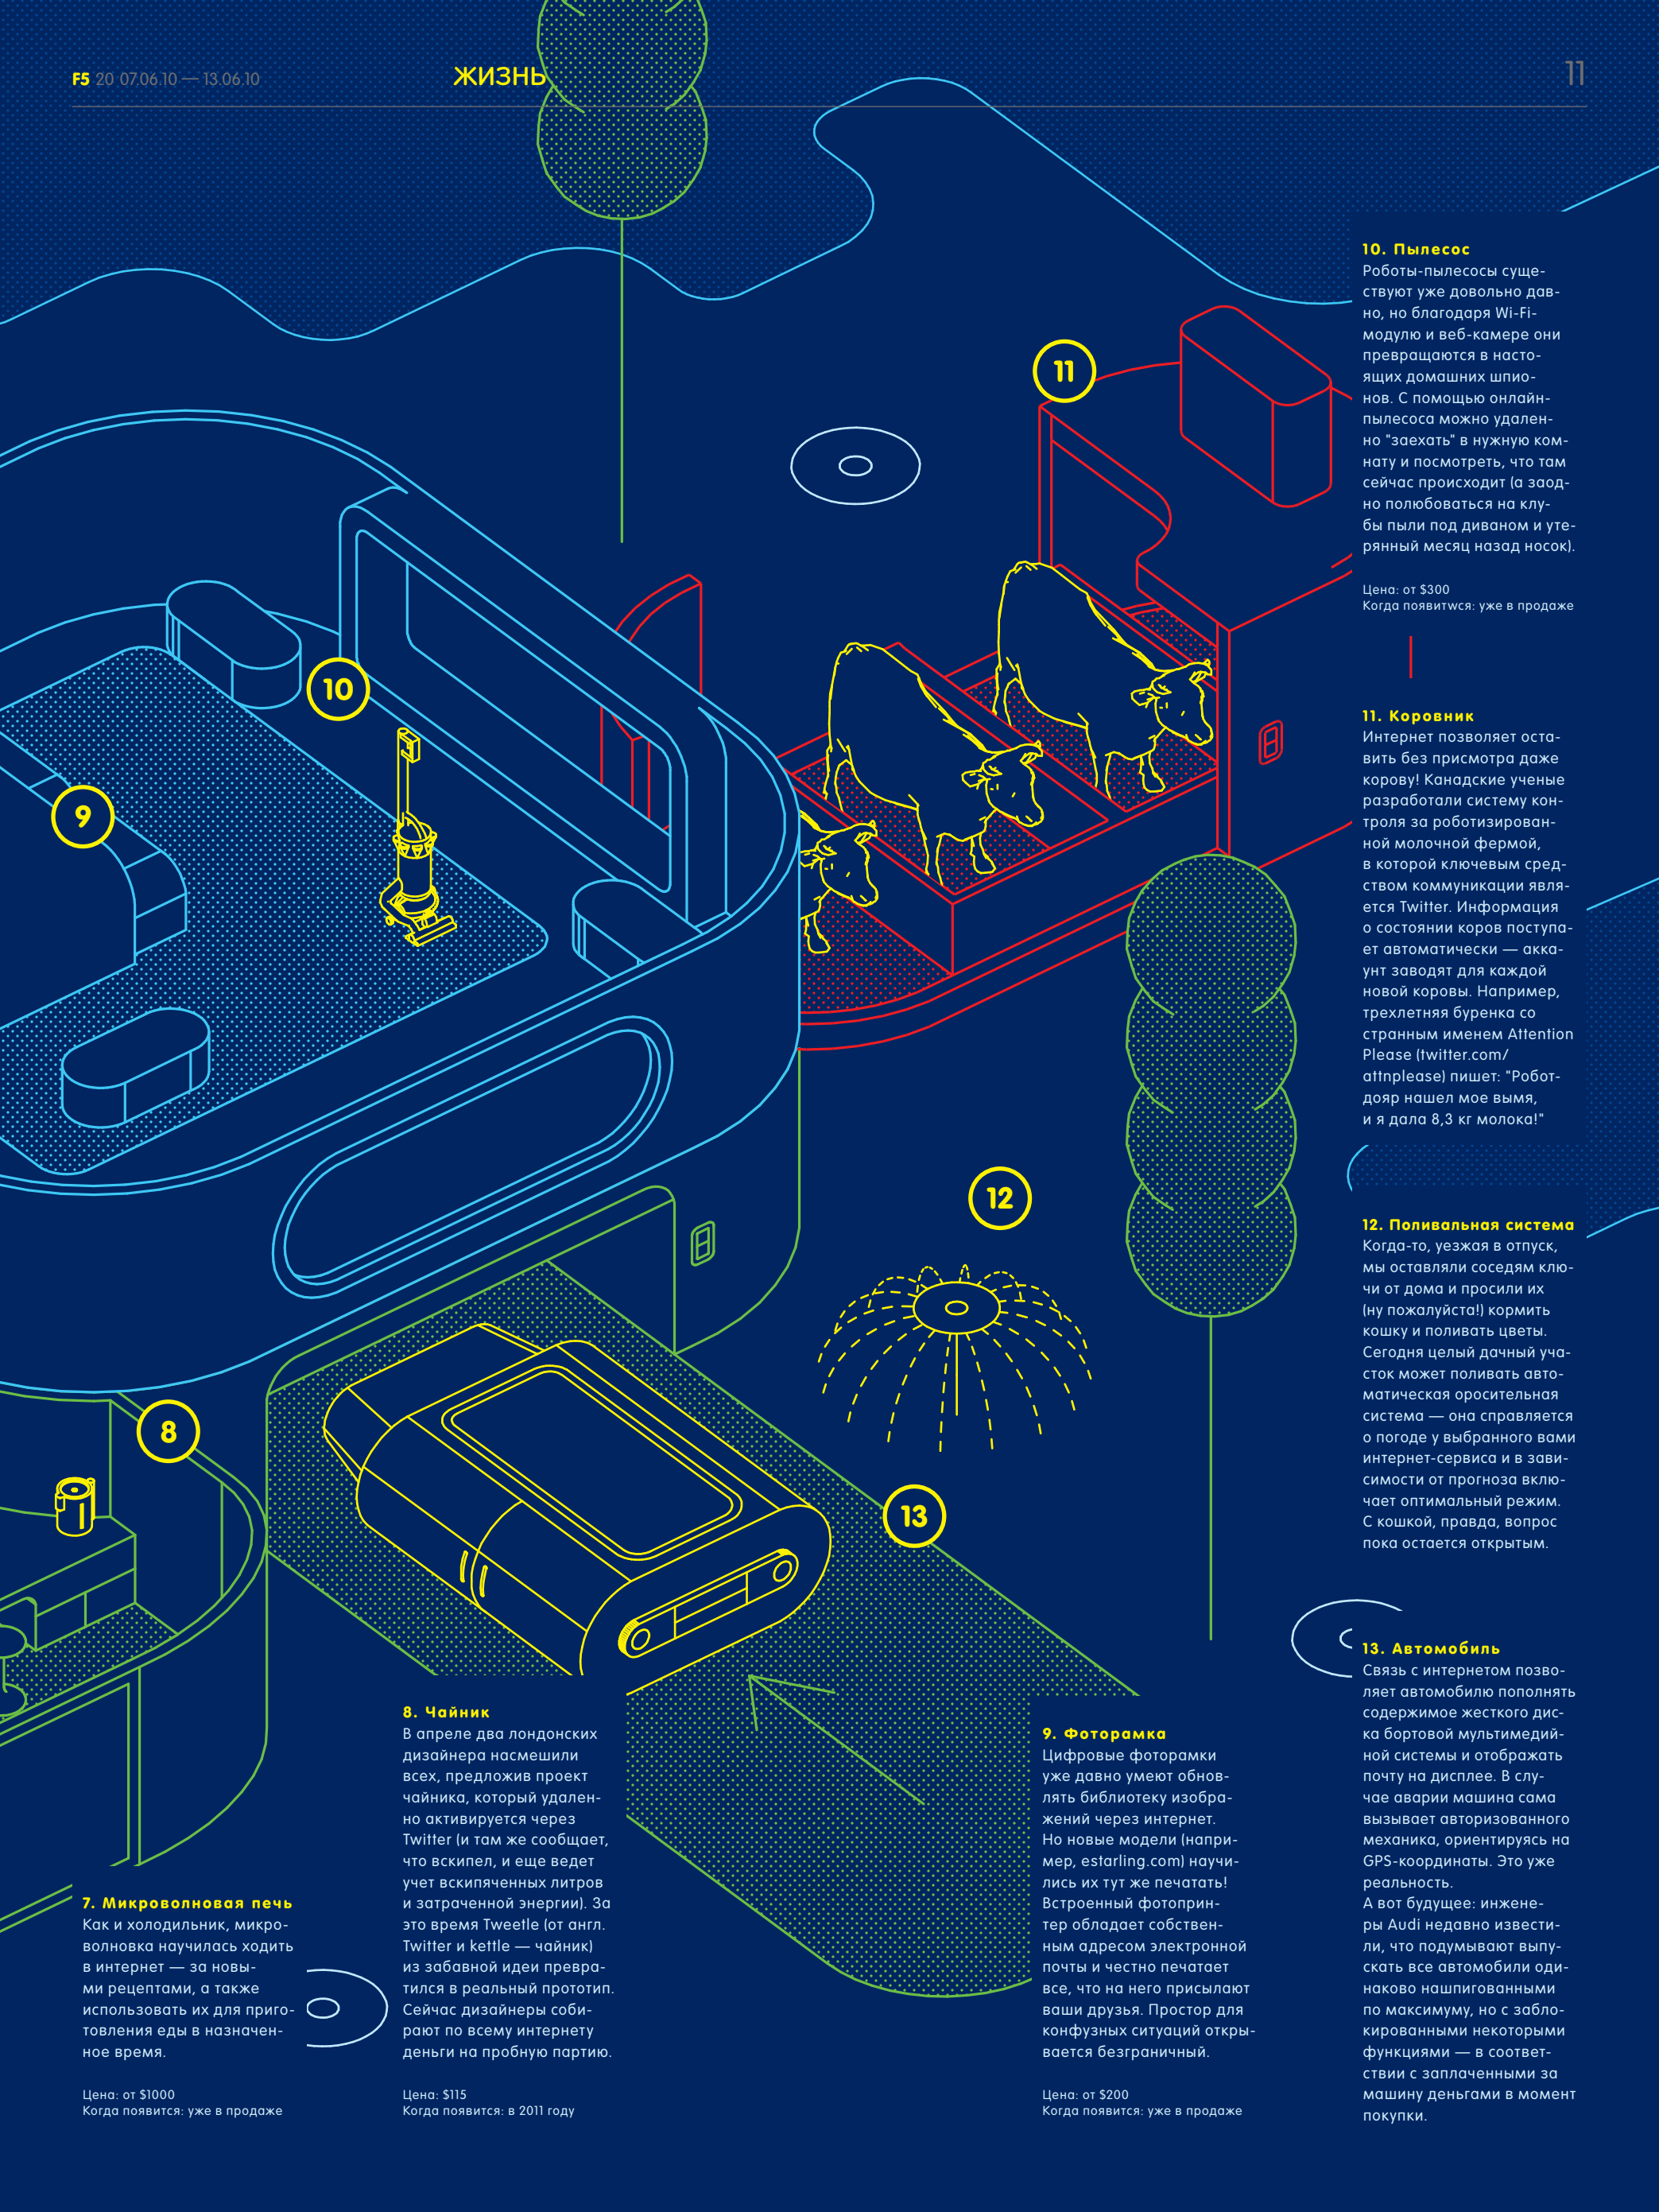 F5 20 07.06.10 — 13.06.10
ЖИЗНЬ
11
10. Пылесос
Роботы-пылесосы суще-
ствуют уже довольно дав-
но, но благодаря Wi-Fi-
модулю и веб-камере они
превращаются в насто-
ящих домашних шпио-
нов. С помощью онлайн-
пылесоса можно удален-
но "заехать" в нужную ком-
нату и посмотреть, что там
сейчас происходит (а заод-
но полюбоваться на клу-
бы пыли под диваном и уте-
рянный месяц назад носок).
Цена: от $300
Когда появитwся: уже в продаже
11. Коровник
Интернет позволяет оста-
вить без присмотра даже
корову! Канадские ученые
разработали систему кон-
троля за роботизирован-
ной молочной фермой,
в которой ключевым сред-
ством коммуникации явля-
ется Twitter. Информация
о состоянии коров поступа-
ет автоматически — акка-
унт заводят для каждой
новой коровы. Например,
трехлетняя буренка со
странным именем Attention
Please (twitter.com/
attnplease) пишет: "Робот-
дояр нашел мое вымя,
и я дала 8,3 кг молока!"
12. Поливальная система
Когда-то, уезжая в отпуск,
мы оставляли соседям клю-
чи от дома и просили их
(ну пожалуйста!) кормить
кошку и поливать цветы.
Сегодня целый дачный уча-
сток может поливать авто-
матическая оросительная
система — она справляется
о погоде у выбранного вами
интернет-сервиса и в зави-
симости от прогноза вклю-
чает оптимальный режим.
С кошкой, правда, вопрос
пока остается открытым.
13. Автомобиль
Связь с интернетом позво-
ляет автомобилю пополнять
содержимое жесткого дис-
ка бортовой мультимедий-
ной системы и отображать
почту на дисплее. В слу-
чае аварии машина сама
вызывает авторизованного
механика, ориентируясь на
GPS-координаты. Это уже
реальность.
А вот будущее: инжене-
ры Audi недавно извести-
ли, что подумывают выпу-
скать все автомобили оди-
наково нашпигованными
по максимуму, но с забло-
кированными некоторыми
функциями — в соответ-
ствии с заплаченными за
машину деньгами в момент
покупки.
11
10
9
12
8
13
7. Микроволновая печь
Как и холодильник, микро-
волновка научилась ходить
в интернет — за новы-
ми рецептами, а также
использовать их для приго-
товления еды в назначен-
ное время.
Цена: от $1000
Когда появится: уже в продаже
8. Чайник
В апреле два лондонских
дизайнера насмешили
всех, предложив проект
чайника, который удален-
но активируется через
Twitter (и там же сообщает,
что вскипел, и еще ведет
учет вскипяченных литров
и затраченной энергии). За
это время Tweetle (от англ.
Twitter и kettle — чайник)
из забавной идеи превра-
тился в реальный прототип.
Сейчас дизайнеры соби-
рают по всему интернету
деньги на пробную партию.
Цена: $115
Когда появится: в 2011 году
9. Фоторамка
Цифровые фоторамки
уже давно умеют обнов-
лять библиотеку изобра-
жений через интернет.
Но новые модели (напри-
мер, estarling.com) научи-
лись их тут же печатать!
Встроенный фотоприн-
тер обладает собствен-
ным адресом электронной
почты и честно печатает
все, что на него присылают
ваши друзья. Простор для
конфузных ситуаций откры-
вается безграничный.
Цена: от $200
Когда появится: уже в продаже